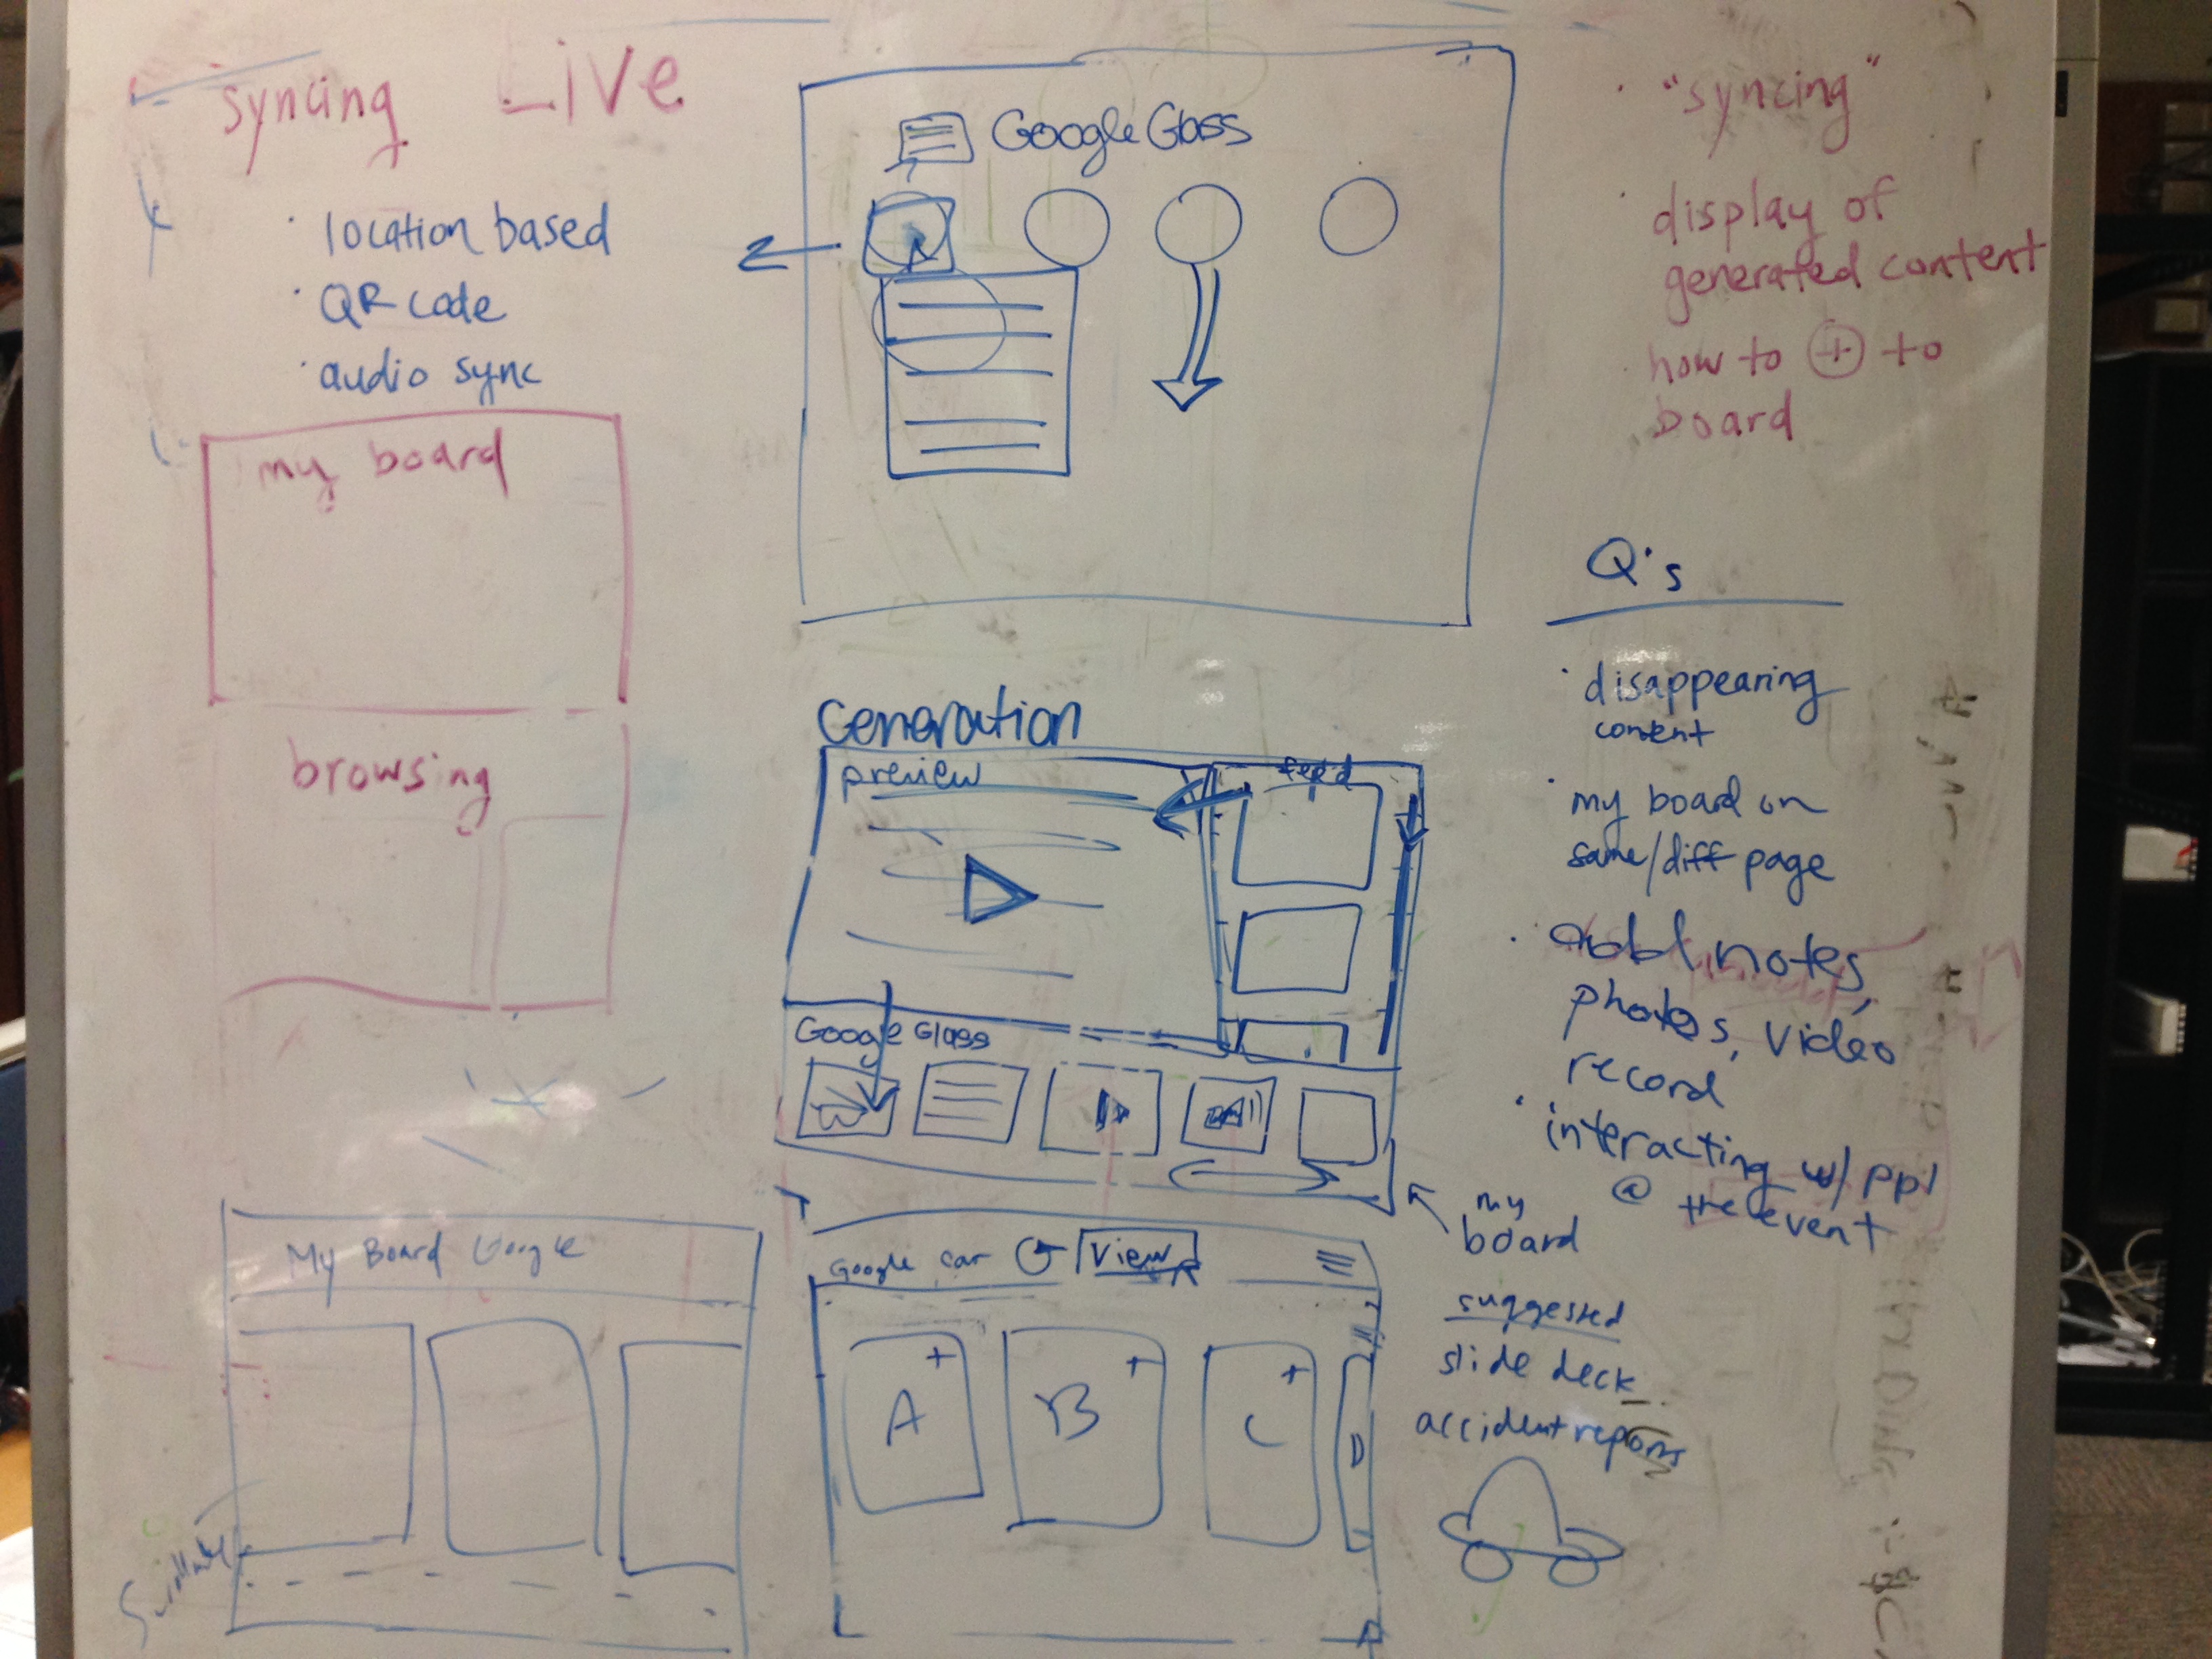 syncing Live
· location based
· QR code
· audio sync
my board
browsing
Google Glass
· "syncing"
· display of
generated content
· how to + to
board
Q's
· disappearing
content
· my board on
same/diff page
· addl notes,
photos, video
record
· interacting w/ ppl
@ the event
Generation
preview
feed
Google Glass
my
board
My Board Google
Scrollable
Google car
View
A +
B +
C +
D
suggested
slide deck
accident reports